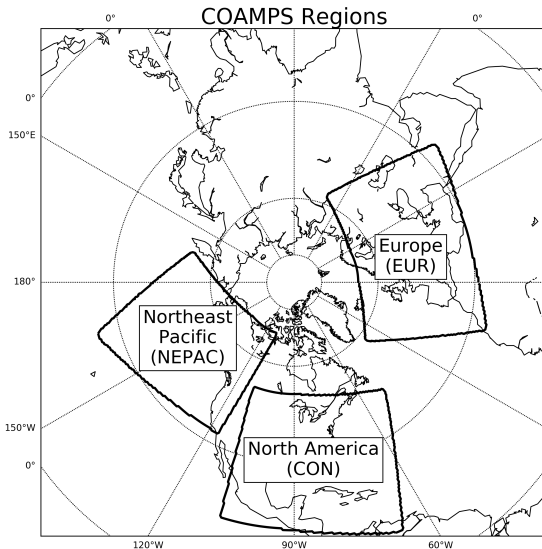 COAMPS Regions
0°
0°
0°
150°E
180°
150°W
0°
Europe
(EUR)
Northeast
Pacific
(NEPAC)
North America
(CON)
120°W
90°W
60°W